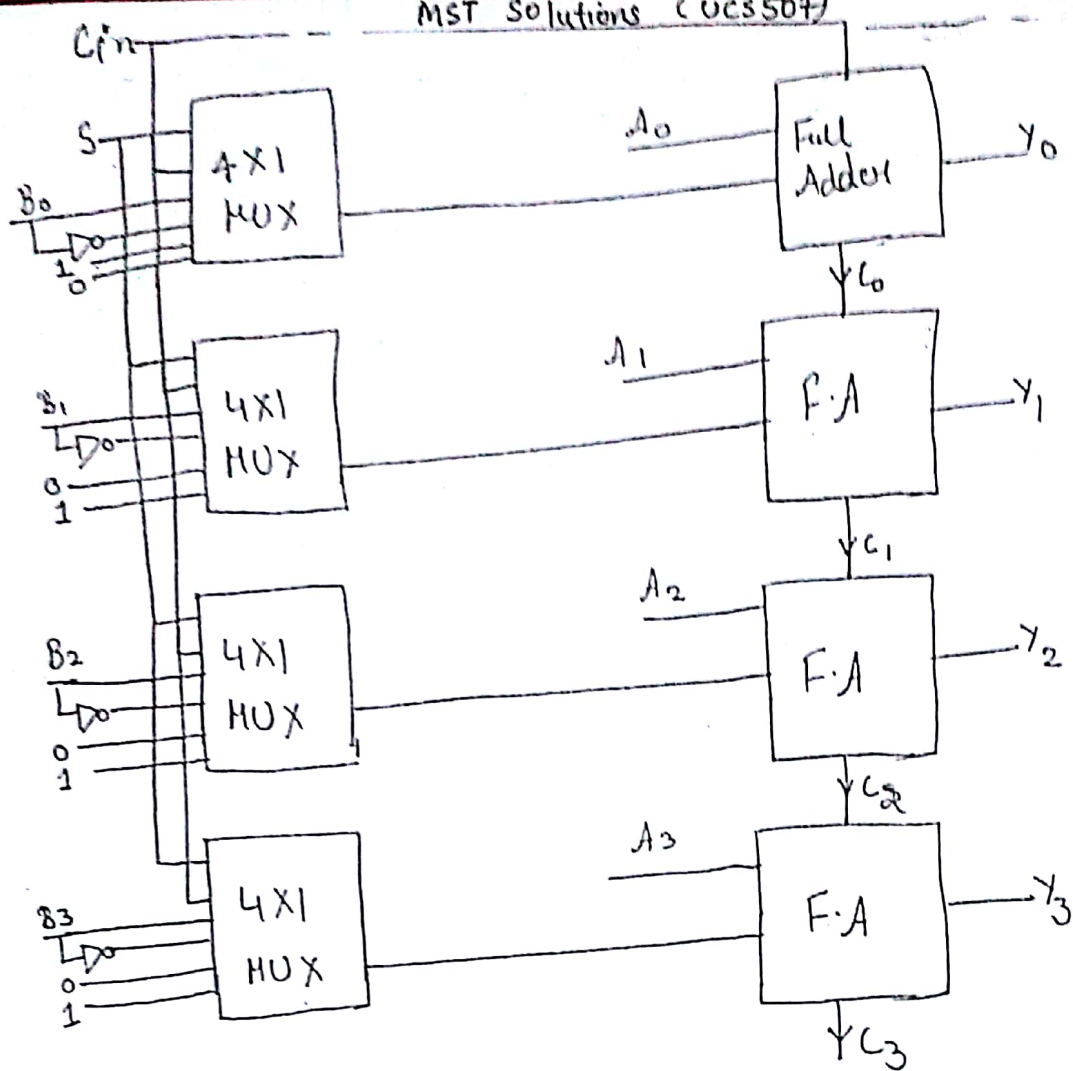 MST Solutions (UCS507)
Cin
S
4X1
MUX
B0
1
0
A0
Full
Adder
Y0
C0
B1
4X1
MUX
0
1
A1
F.A
Y1
C1
B2
4X1
MUX
0
1
A2
F.A
Y2
C2
B3
4X1
MUX
0
1
A3
F.A
Y3
C3